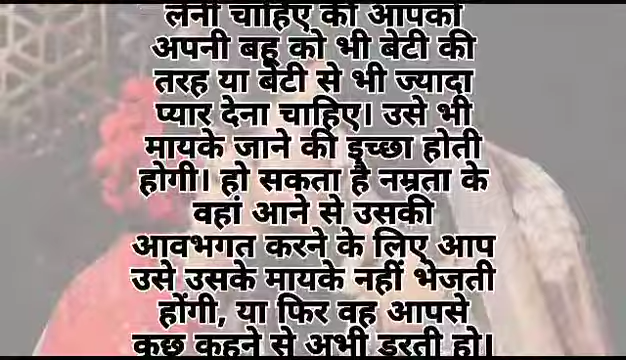 लेनी चाहिए की आपको
अपनी बहू को भी बेटी की
तरह या बेटी से भी ज्यादा
प्यार देना चाहिए। उसे भी
मायके जाने की इच्छा होती
होगी। हो सकता है नम्रता के
वहां आने से उसकी
आवभगत करने के लिए आप
उसे उसके मायके नहीं भेजती
होंगी, या फिर वह आपसे
कुछ कहने से अभी डरती हो।